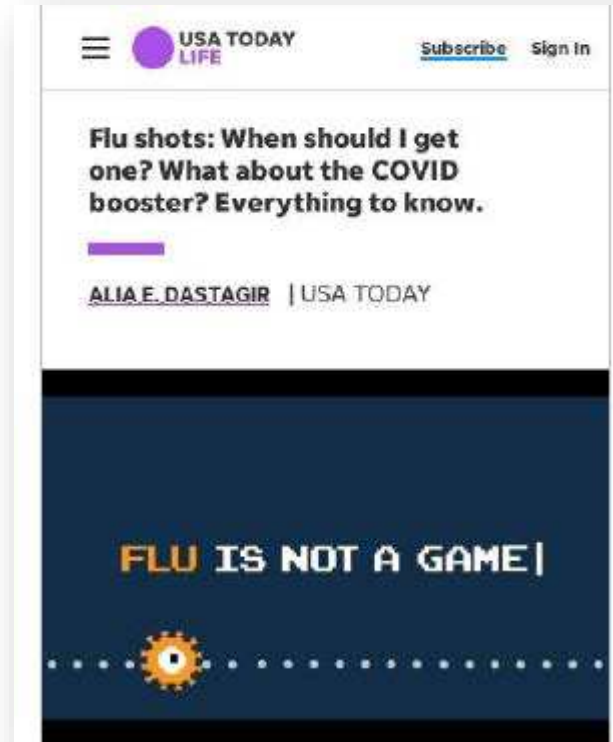 USA TODAY
LIFE
Subscribe Sign In
Flu shots: When should I get
one? What about the COVID
booster? Everything to know.
ALIA E. DASTAGIR | USA TODAY
FLU IS NOT A GAME|